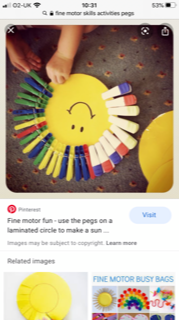 O2-UK
10:31
53%
fine motor skills activities pegs
Pinterest
Fine motor fun - use the pegs on a
laminated circle to make a sun ...
Visit
Images may be subject to copyright. Learn more
Related images
FINE MOTOR BUSY BAGS